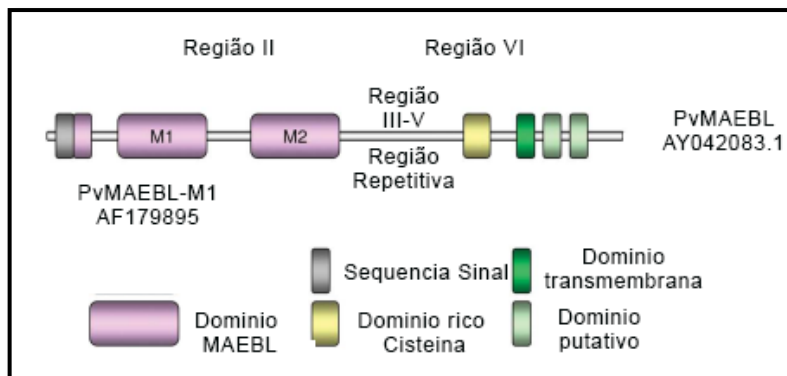 Região II
Região VI
Região
III-V
M1
M2
PvMAEBL
AY042083.1
Região
Repetitiva
PvMAEBL-M1
AF179895
Sequencia Sinal
Dominio
transmembrana
Dominio
MAEBL
Dominio rico
Cisteina
Dominio
putativo